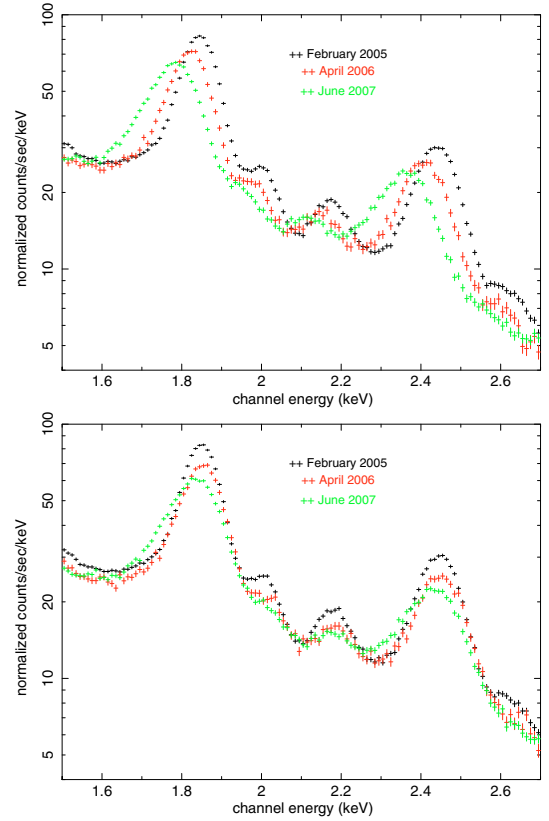 100
50
20
10
5
normalized counts/sec/keV
February 2005
April 2006
June 2007
1.6 1.8 2 2.2 2.4 2.6
channel energy (keV)
100
50
20
10
5
normalized counts/sec/keV
February 2005
April 2006
June 2007
1.6 1.8 2 2.2 2.4 2.6
channel energy (keV)